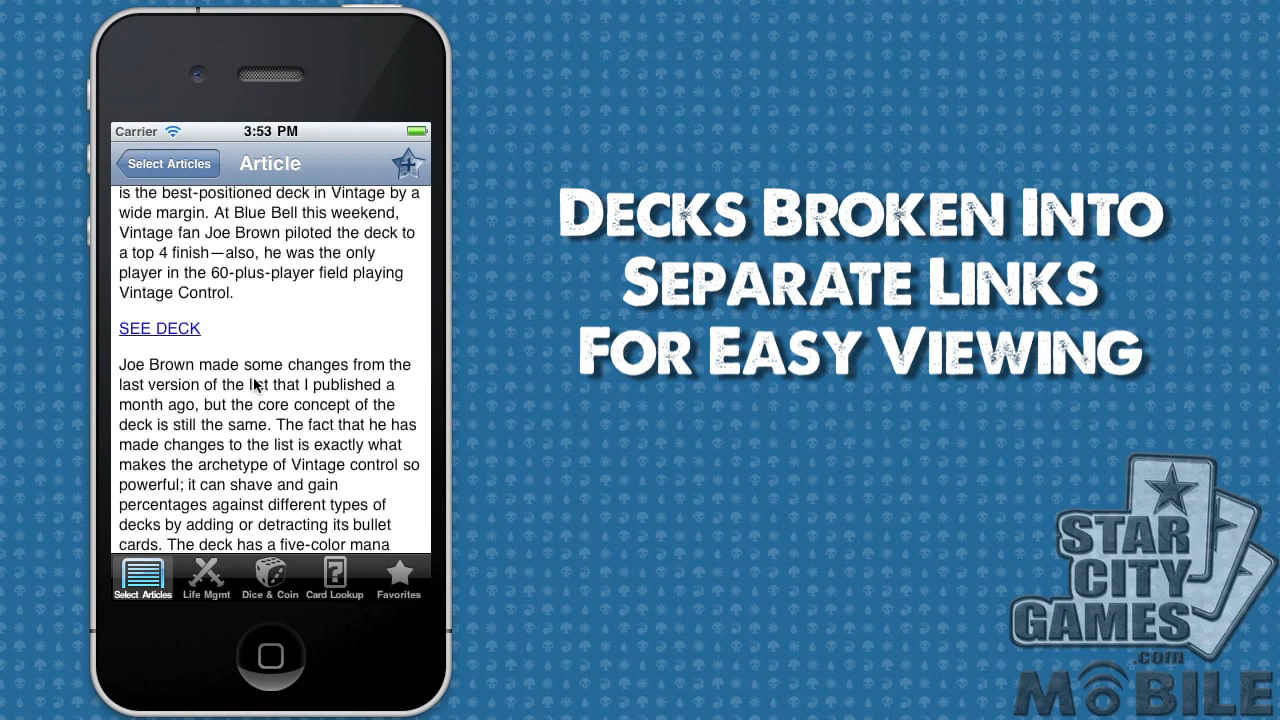 Carrier 3:53 PM
Select Articles Article
is the best-positioned deck in Vintage by a
wide margin. At Blue Bell this weekend,
Vintage fan Joe Brown piloted the deck to
a top 4 finish—also, he was the only
player in the 60-plus-player field playing
Vintage Control.
SEE DECK
Joe Brown made some changes from the
last version of the list that I published a
month ago, but the core concept of the
deck is still the same. The fact that he has
made changes to the list is exactly what
makes the archetype of Vintage control so
powerful; it can shave and gain
percentages against different types of
decks by adding or detracting its bullet
cards. The deck has a five-color mana
Select Articles Life Mgmt Dice & Coin Card Lookup Favorites
DECKS BROKEN INTO
SEPARATE LINKS
FOR EASY VIEWING
STAR
CITY
GAMES
.com
MOBILE